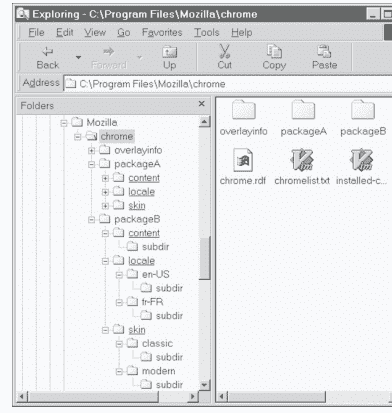 Exploring - C:\Program Files\Mozilla\chrome
File Edit View Go Favorites Tools Help
Back Forward Up Cut Copy Paste
Address C:\Program Files\Mozilla\chrome
Folders ×
Mozilla
chrome
overlayinfo
packageA
content
locale
skin
packageB
content
subdir
locale
en-US
subdir
fr-FR
subdir
skin
classic
subdir
modern
subdir
overlayinfo packageA packageB
chrome.rdf chromelist.txt installed-c...